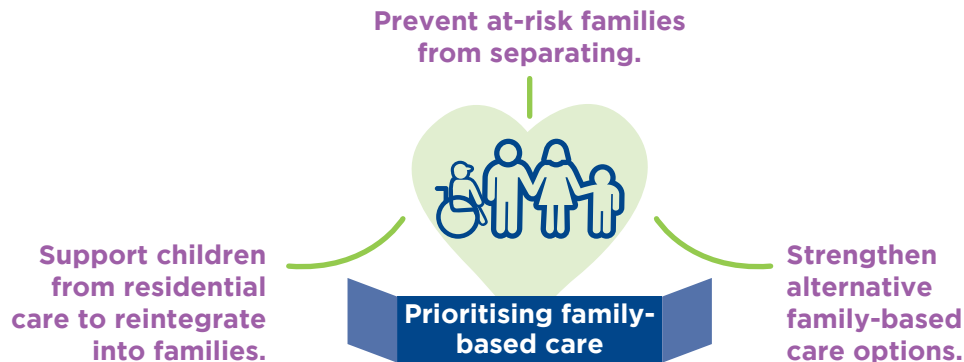 Prevent at-risk families
from separating.
Support children
from residential
care to reintegrate
into families.
Strengthen
alternative
family-based
care options.
Prioritising family-
based care